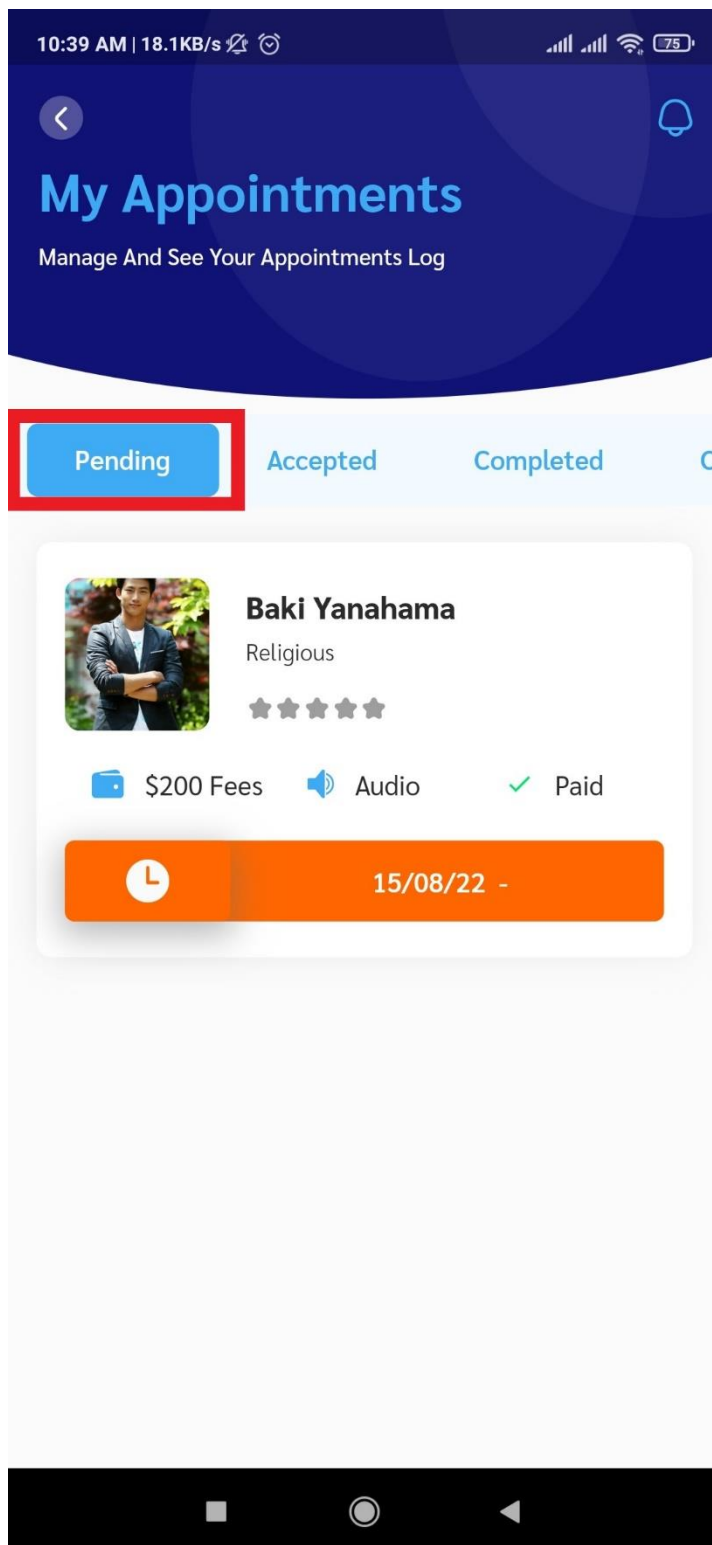 10:39 AM | 18.1KB/s
75
My Appointments
Manage And See Your Appointments Log
Pending Accepted Completed C
Baki Yanahama
Religious
$200 Fees Audio Paid
15/08/22 -